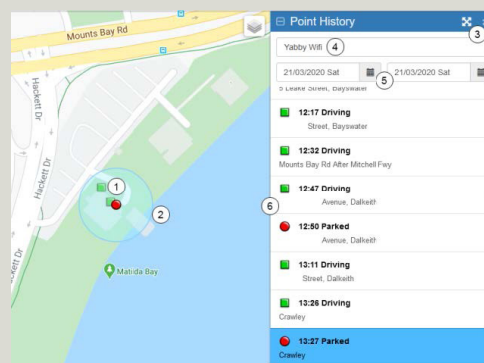 Mounts Bay Rd
Hackett Dr
Hackett Dr
1
2
Matilda Bay
Point History
3
Yabby Wifi
4
21/03/2020 Sat
5
21/03/2020 Sat
5 Leake Street, Bayswater
12:17 Driving
Street, Bayswater
12:32 Driving
Mounts Bay Rd After Mitchell Fwy
12:47 Driving
Avenue, Dalkeith
6
12:50 Parked
Avenue, Dalkeith
13:11 Driving
Street, Dalkeith
13:26 Driving
Crawley
13:27 Parked
Crawley